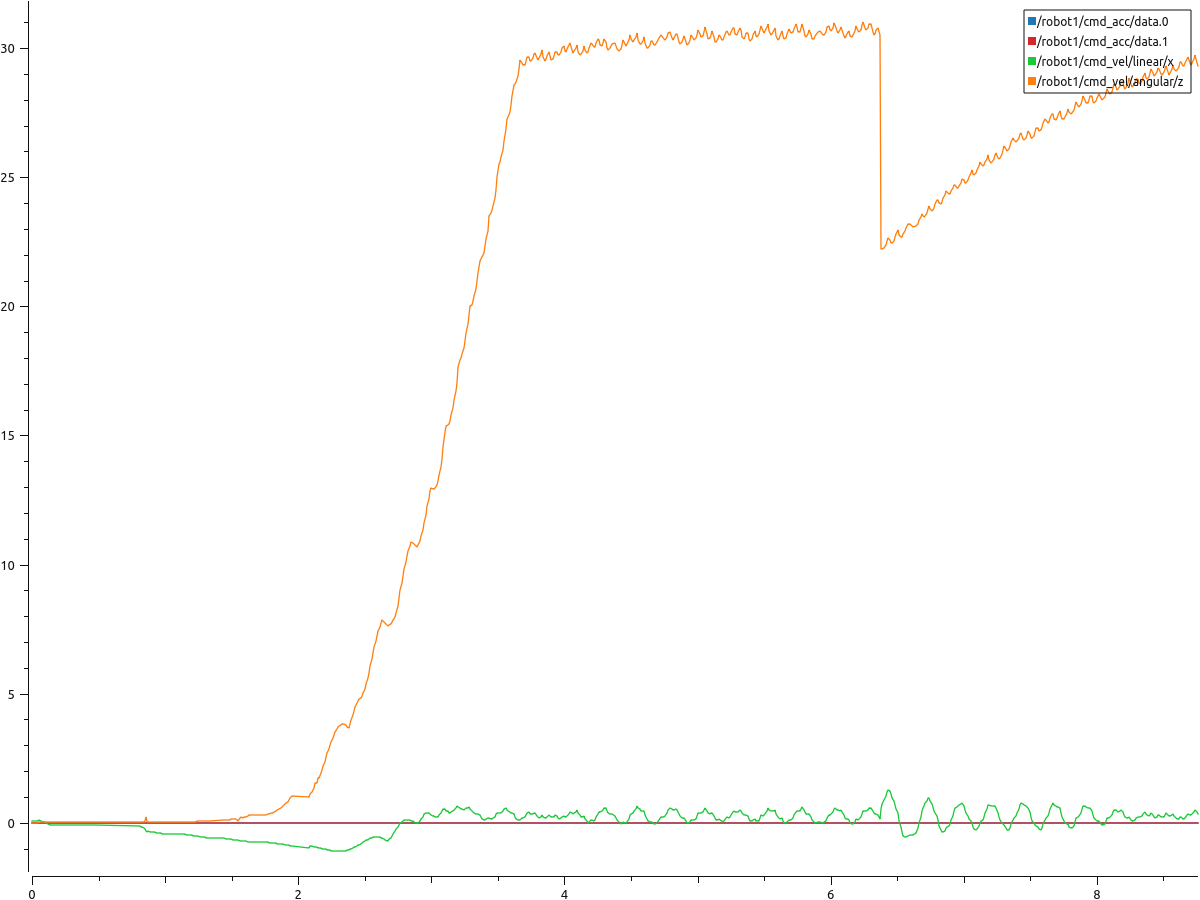 /robot1/cmd_acc/data.0
/robot1/cmd_acc/data.1
/robot1/cmd_vel/linear/x
/robot1/cmd_vel/angular/z
30
25
20
15
10
5
0
0 2 4 6 8